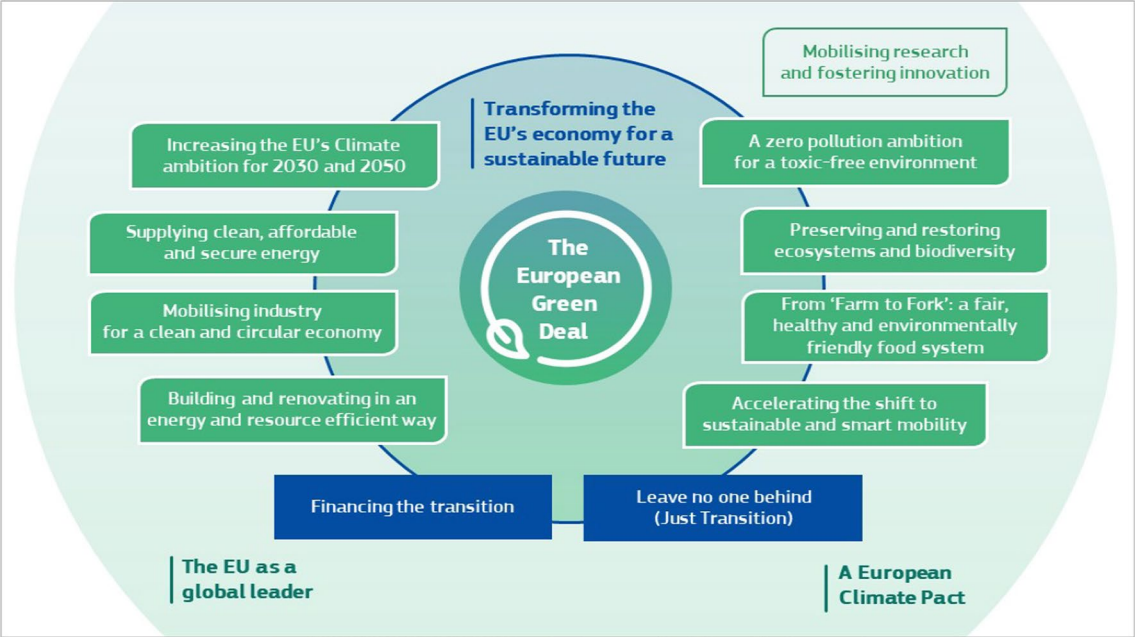 Mobilising research
and fostering innovation
Transforming the
EU's economy for a
sustainable future
Increasing the EU's Climate
ambition for 2030 and 2050
A zero pollution ambition
for a toxic-free environment
Supplying clean, affordable
and secure energy
Preserving and restoring
ecosystems and biodiversity
The
European
Green
Deal
Mobilising industry
for a clean and circular economy
From ‘Farm to Fork’: a fair,
healthy and environmentally
friendly food system
Building and renovating in an
energy and resource efficient way
Accelerating the shift to
sustainable and smart mobility
Financing the transition
Leave no one behind
(Just Transition)
The EU as a
global leader
A European
Climate Pact